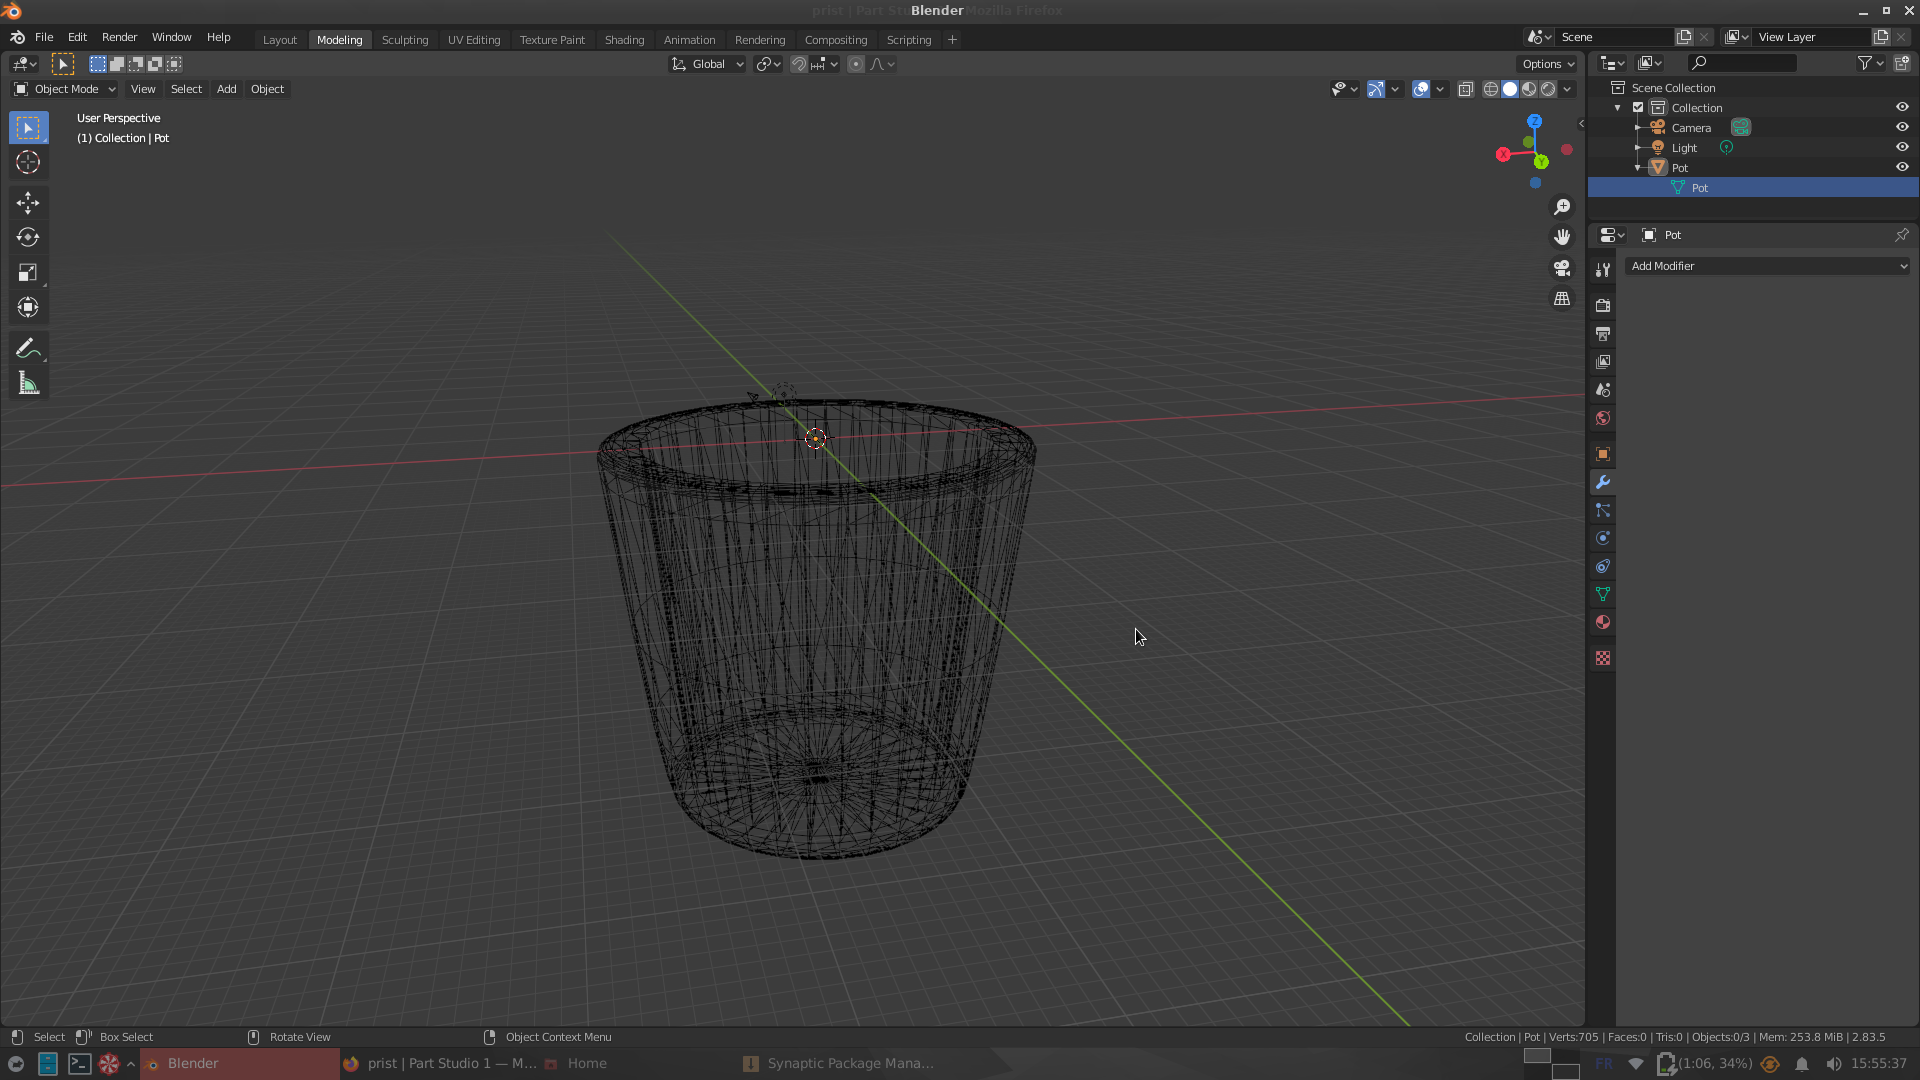 prist | Part Stu Blender Mozilla Firefox
File Edit Render Window Help Layout Modeling Sculpting UV Editing Texture Paint Shading Animation Rendering Compositing Scripting + Scene View Layer
Global Options
Object Mode View Select Add Object
User Perspective
(1) Collection | Pot
Z
X
Y
Scene Collection
Collection
Camera
Light
Pot
Pot
Pot
Add Modifier
Select Box Select Rotate View Object Context Menu Collection | Pot | Verts:705 | Faces:0 | Tris:0 | Objects:0/3 | Mem: 253.8 MiB | 2.83.5
Blender prist | Part Studio 1 — M... Home Synaptic Package Mana... FR (1:06, 34%) 15:55:37